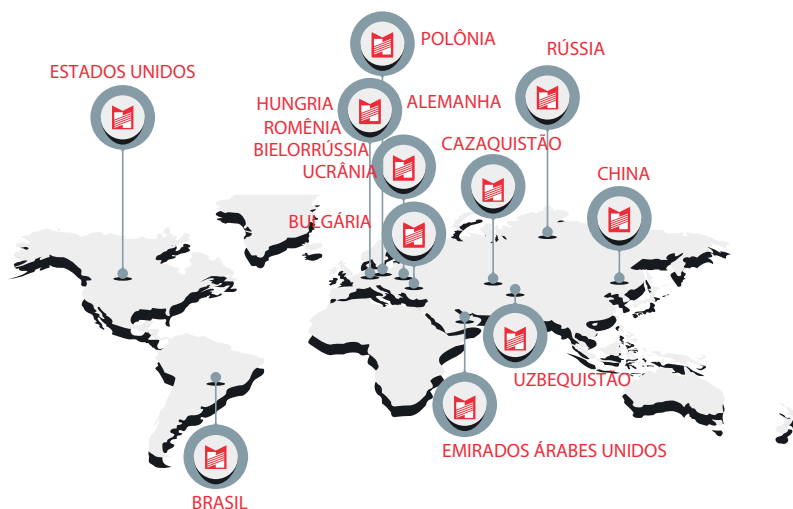 POLÔNIA
RÚSSIA
ESTADOS UNIDOS
HUNGRIA
ALEMANHA
ROMÊNIA
BIELORRÚSSIA
CAZAQUISTÃO
UCRÂNIA
CHINA
BULGÁRIA
UZBEQUISTÃO
EMIRADOS ÁRABES UNIDOS
BRASIL